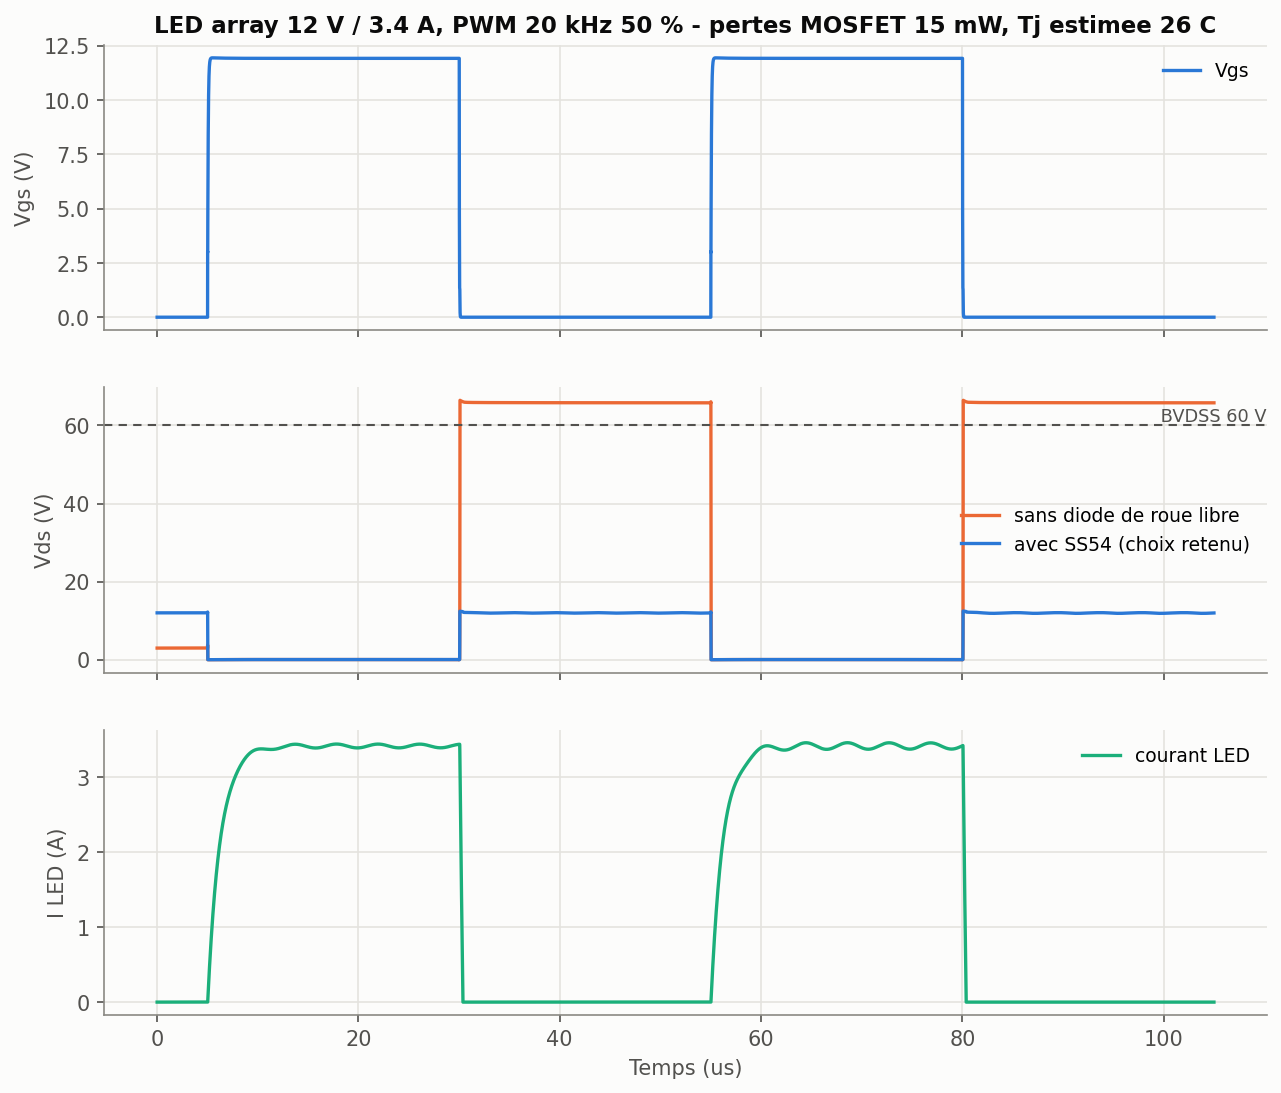 LED array 12 V / 3.4 A, PWM 20 kHz 50 % - pertes MOSFET 15 mW, Tj estimee 26 C
12.5
10.0
7.5
5.0
2.5
0.0
Vgs (V)
Vgs
60
40
20
0
Vds (V)
BVDSS 60 V
sans diode de roue libre
avec SS54 (choix retenu)
3
2
1
0
I LED (A)
courant LED
0 20 40 60 80 100
Temps (us)